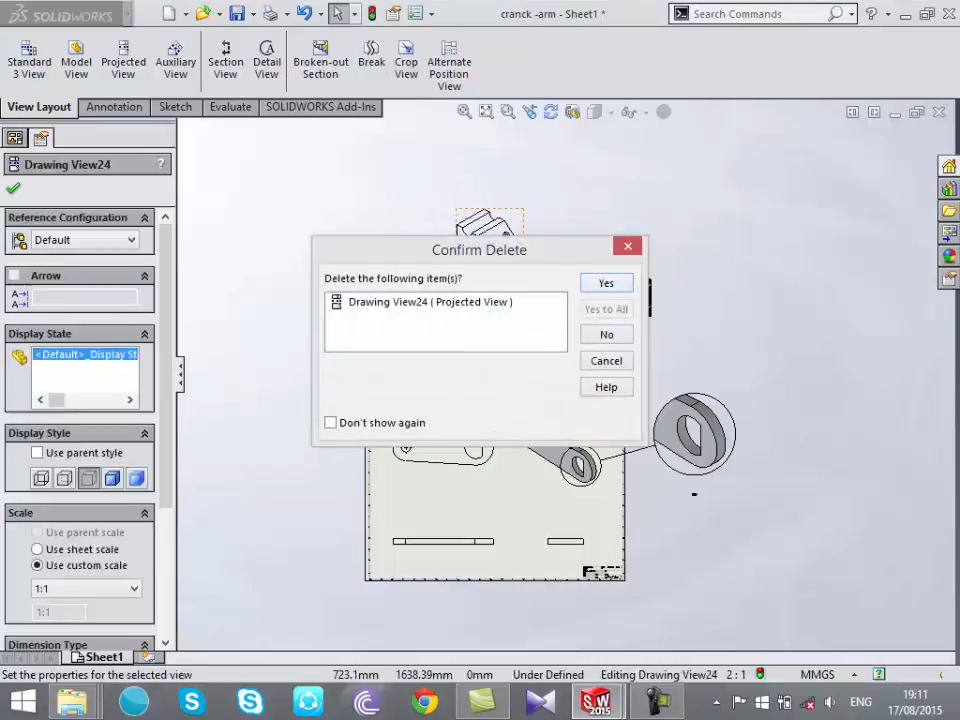 SOLIDWORKS
cranck -arm - Sheet1 *
Search Commands
Standard 3 View
Model View
Projected View
Auxiliary View
Section View
Detail View
Broken-out Section
Break
Crop View
Alternate Position View
View Layout
Annotation
Sketch
Evaluate
SOLIDWORKS Add-Ins
Drawing View24
?
Reference Configuration
Default
Arrow
Display State
<Default>_Display St
Display Style
Use parent style
Scale
Use parent scale
Use sheet scale
Use custom scale
1:1
1:1
Dimension Type
Sheet1
Confirm Delete
Delete the following item(s)?
Drawing View24 ( Projected View )
Yes
Yes to All
No
Cancel
Help
Don't show again
Set the properties for the selected view
723.1mm
1638.39mm
0mm
Under Defined
Editing Drawing View24
2 : 1
MMGS
?
ENG
19:11
17/08/2015